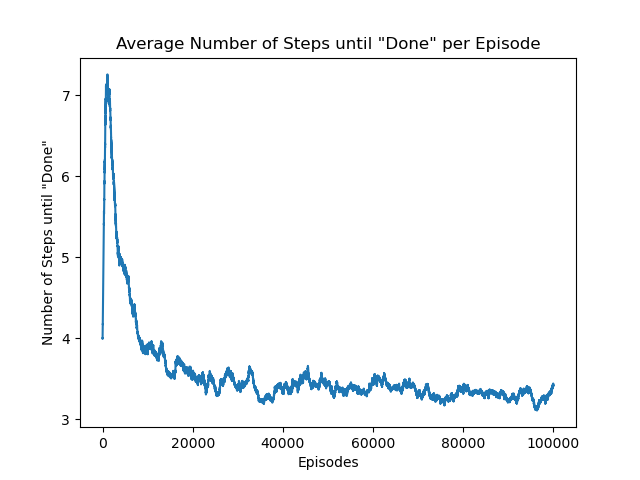 Average Number of Steps until "Done" per Episode
Number of Steps until "Done"
7
6
5
4
3
0 20000 40000 60000 80000 100000
Episodes